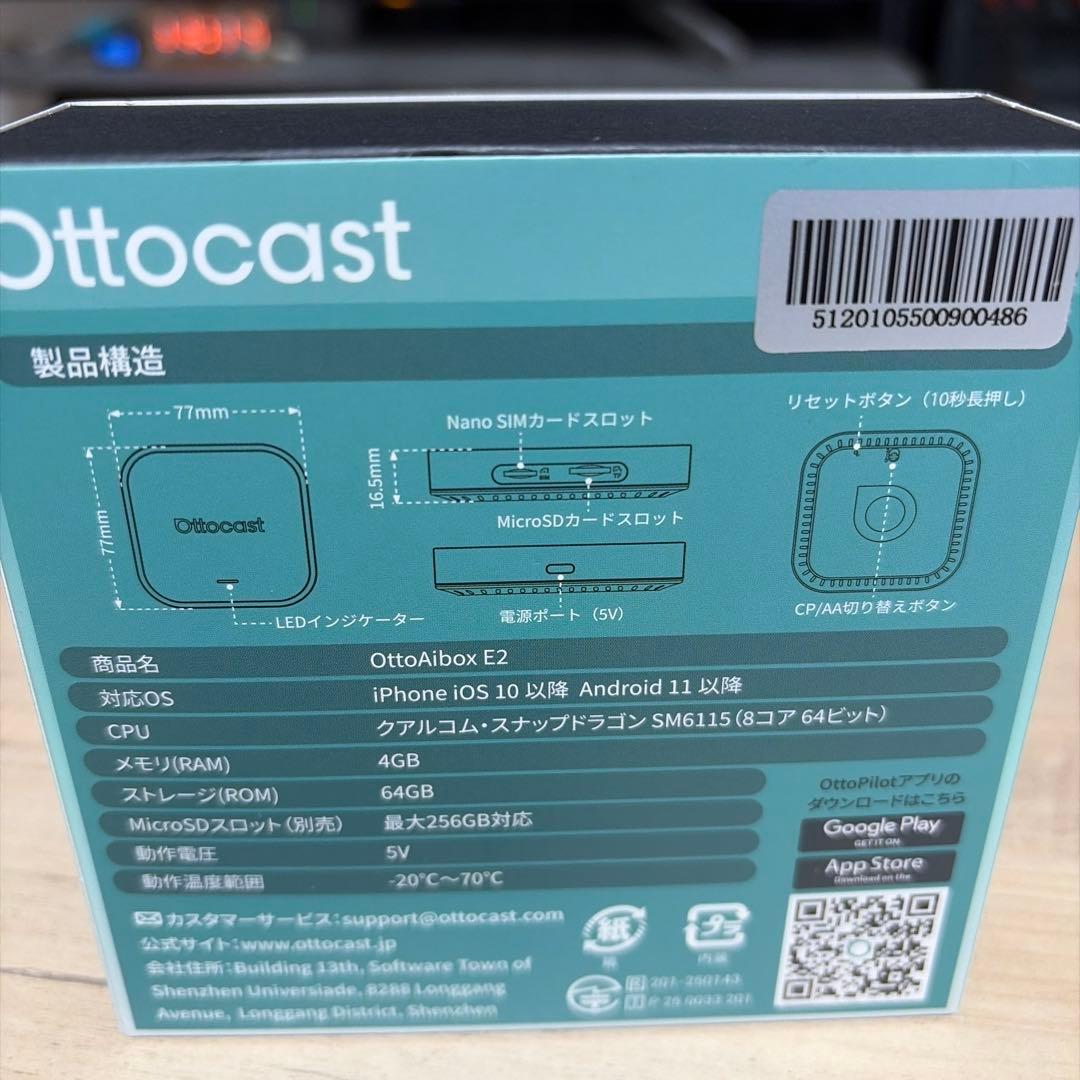 Ottocast
5120105500900486
製品構造
77mm
77mm
Ottocast
LEDインジケーター
Nano SIMカードスロット
16.5mm
MicroSDカードスロット
電源ポート（5V）
リセットボタン（10秒長押し）
CP/AA切り替えボタン
商品名 OttoAibox E2
対応OS iPhone iOS 10 以降 Android 11 以降
CPU クアルコム・スナップドラゴン SM6115（8コア 64ビット）
メモリ(RAM) 4GB
ストレージ(ROM) 64GB
MicroSDスロット（別売） 最大256GB対応
動作電圧 5V
動作温度範囲 -20℃～70℃
OttoPilotアプリの
ダウンロードはこちら
Google Play
GET IT ON
App Store
Download on the
カスタマーサービス：support@ottocast.com
公式サイト：www.ottocast.jp
会社住所：Building 13th, Software Town of
Shenzhen Universiade, 8288 Longgang
Avenue, Longgang District, Shenzhen
紙
プラ
内装
R 201-250143